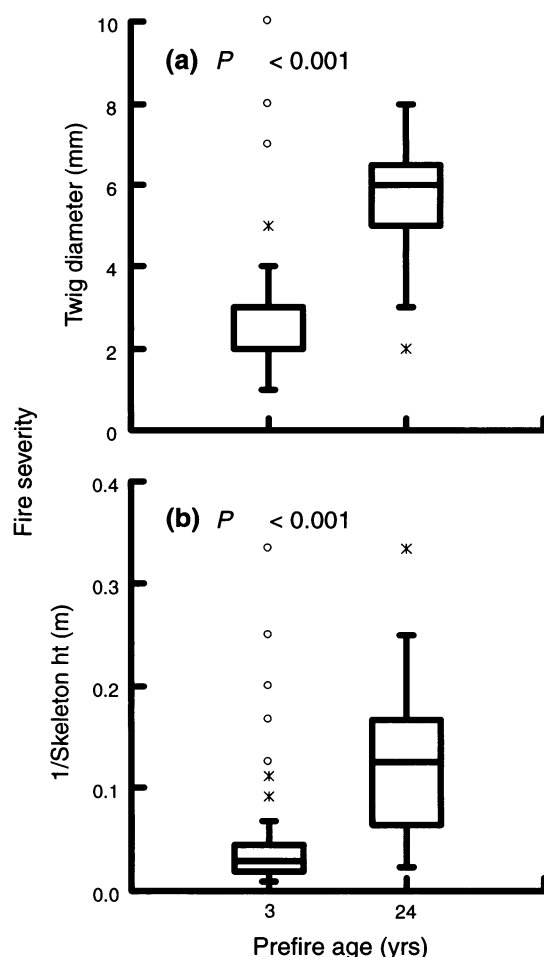 10
(a) P < 0.001
8
6
4
2
0
Twig diameter (mm)
Fire severity
0.4
(b) P < 0.001
0.3
0.2
0.1
0.0
1/Skeleton ht (m)
3 24
Prefire age (yrs)